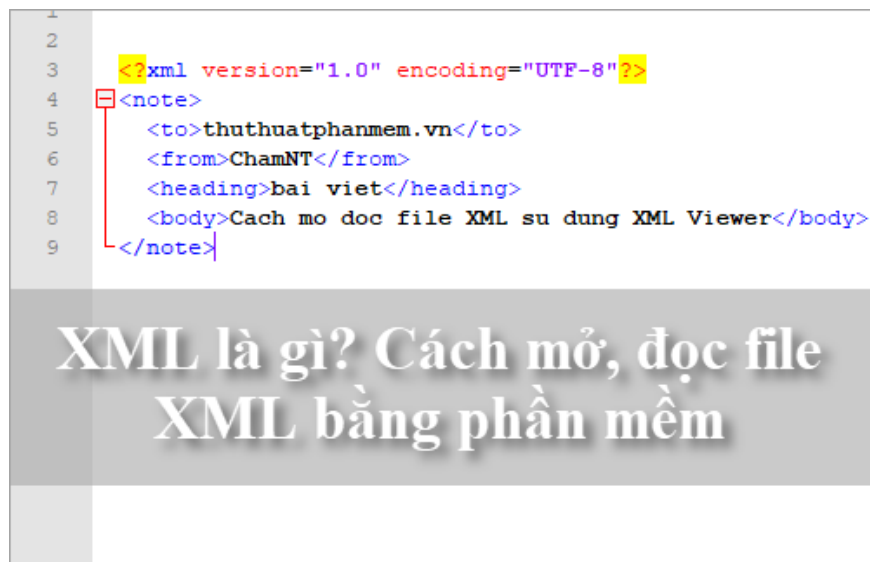 1
2
3 <?xml version="1.0" encoding="UTF-8"?>
4 <note>
5 <to>thuthuatphanmem.vn</to>
6 <from>ChamNT</from>
7 <heading>bai viet</heading>
8 <body>Cach mo doc file XML su dung XML Viewer</body>
9 </note>
XML là gì? Cách mở, đọc file
XML bằng phần mềm